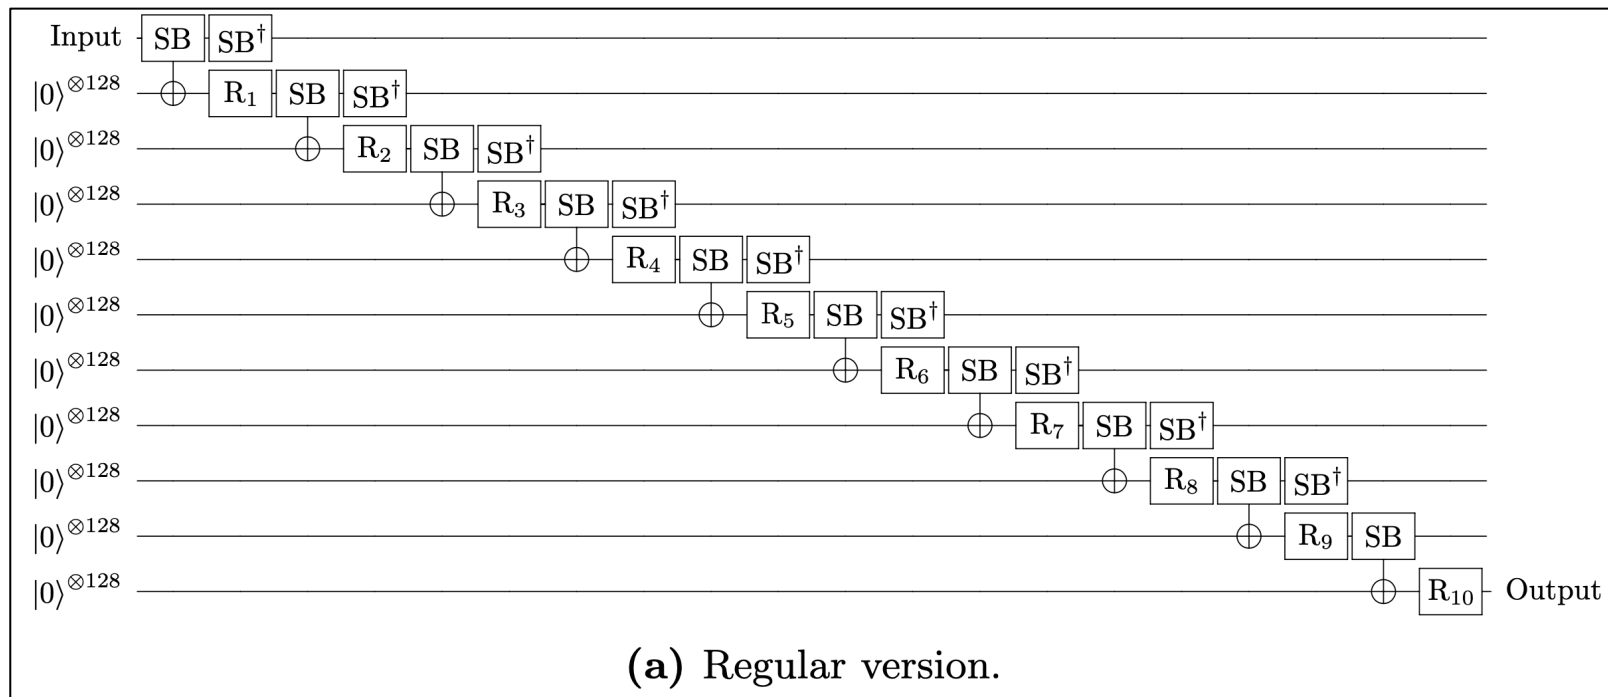 Input SB SB†
|0⟩⊗128 R₁ SB SB†
|0⟩⊗128 R₂ SB SB†
|0⟩⊗128 R₃ SB SB†
|0⟩⊗128 R₄ SB SB†
|0⟩⊗128 R₅ SB SB†
|0⟩⊗128 R₆ SB SB†
|0⟩⊗128 R₇ SB SB†
|0⟩⊗128 R₈ SB SB†
|0⟩⊗128 R₉ SB
|0⟩⊗128 R₁₀ Output
(a) Regular version.